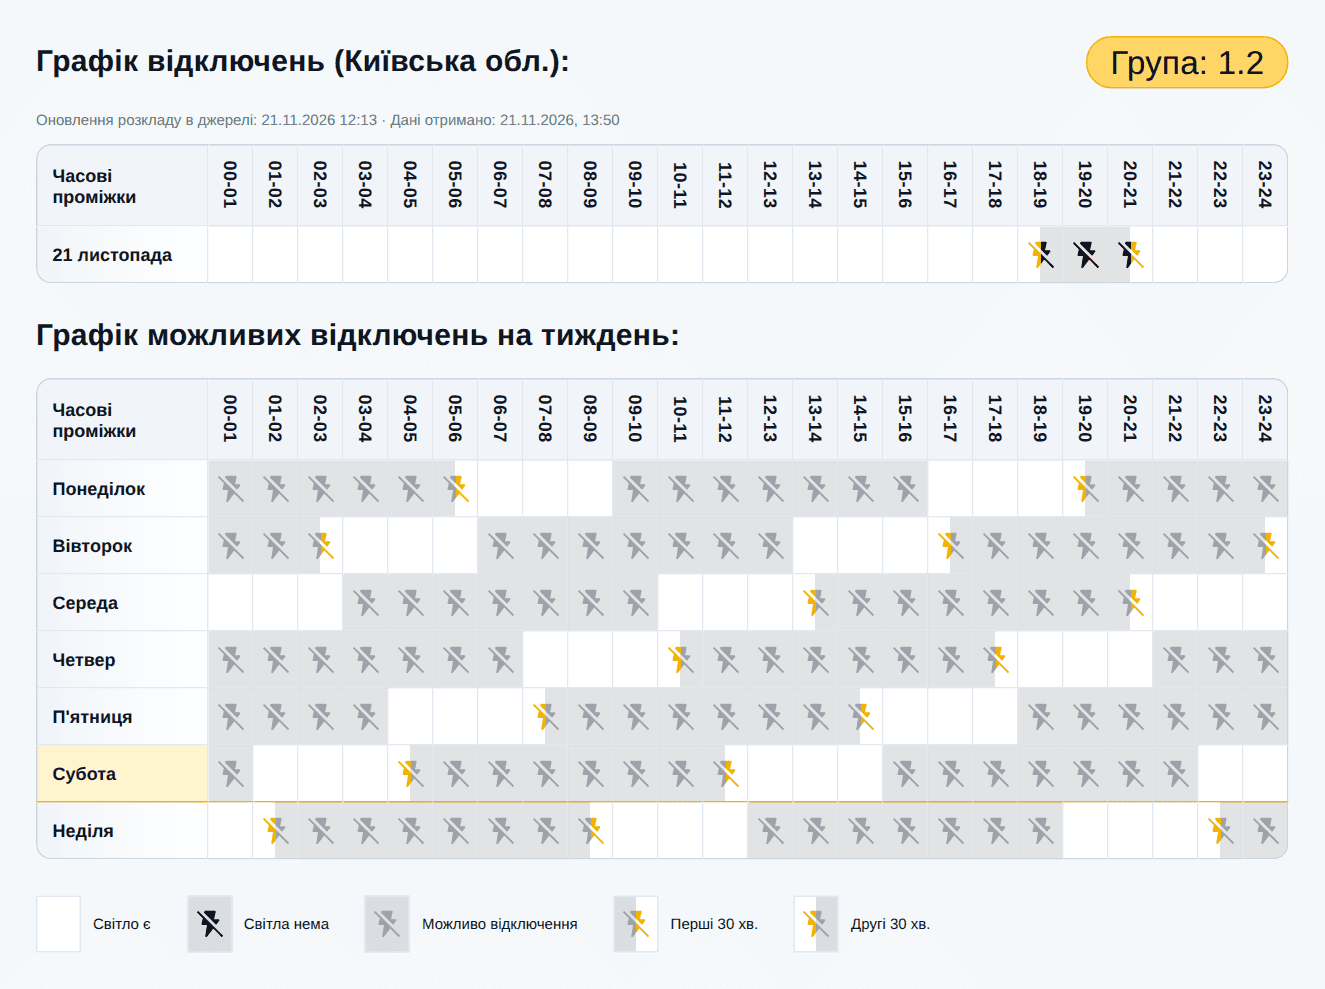 Графік відключень (Київська обл.):
Група: 1.2
Оновлення розкладу в джерелі: 21.11.2026 12:13 · Дані отримано: 21.11.2026, 13:50
Часові проміжки 00-01 01-02 02-03 03-04 04-05 05-06 06-07 07-08 08-09 09-10 10-11 11-12 12-13 13-14 14-15 15-16 16-17 17-18 18-19 19-20 20-21 21-22 22-23 23-24
21 листопада
Графік можливих відключень на тиждень:
Часові проміжки 00-01 01-02 02-03 03-04 04-05 05-06 06-07 07-08 08-09 09-10 10-11 11-12 12-13 13-14 14-15 15-16 16-17 17-18 18-19 19-20 20-21 21-22 22-23 23-24
Понеділок
Вівторок
Середа
Четвер
П'ятниця
Субота
Неділя
Світло є Світла нема Можливо відключення Перші 30 хв. Другі 30 хв.